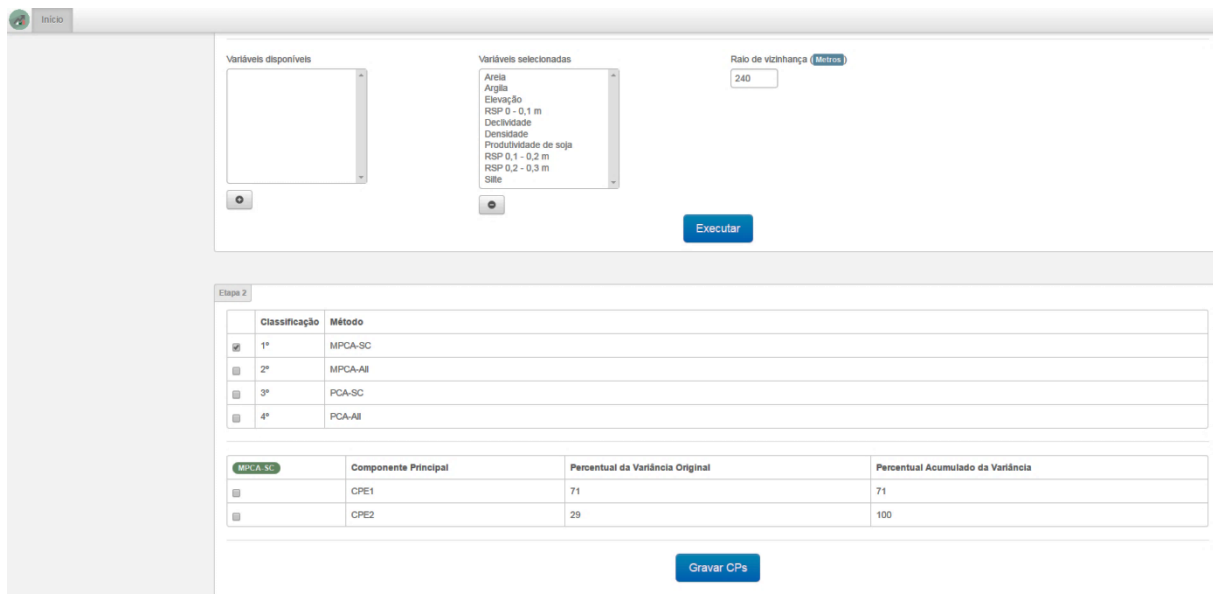 Início
Variáveis disponíveis
Variáveis selecionadas
Raio de vizinhança (Metros)
Areia
Argila
Elevação
RSP 0 - 0,1 m
Declividade
Densidade
Produtividade de soja
RSP 0,1 - 0,2 m
RSP 0,2 - 0,3 m
Silte
240
Executar
Etapa 2
Classificação Método
1º MPCA-SC
2º MPCA-All
3º PCA-SC
4º PCA-All
MPCA-SC Componente Principal Percentual da Variância Original Percentual Acumulado da Variância
CPE1 71 71
CPE2 29 100
Gravar CPs